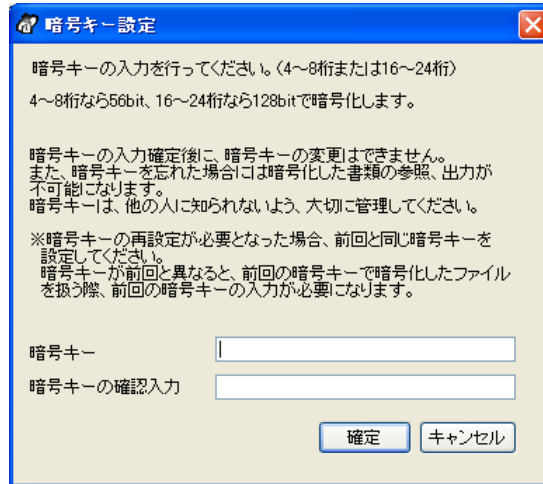 暗号キー設定
暗号キーの入力を行ってください。(4～8桁または16～24桁)
4～8桁なら56bit、16～24桁なら128bitで暗号化します。
暗号キーの入力確定後に、暗号キーの変更はできません。
また、暗号キーを忘れた場合には暗号化した書類の参照、出力が
不可能になります。
暗号キーは、他の人に知られないよう、大切に管理してください。
※暗号キーの再設定が必要となった場合、前回と同じ暗号キーを
設定してください。
暗号キーが前回と異なると、前回の暗号キーで暗号化したファイル
を扱う際、前回の暗号キーの入力が必要になります。
暗号キー
暗号キーの確認入力
確定 キャンセル